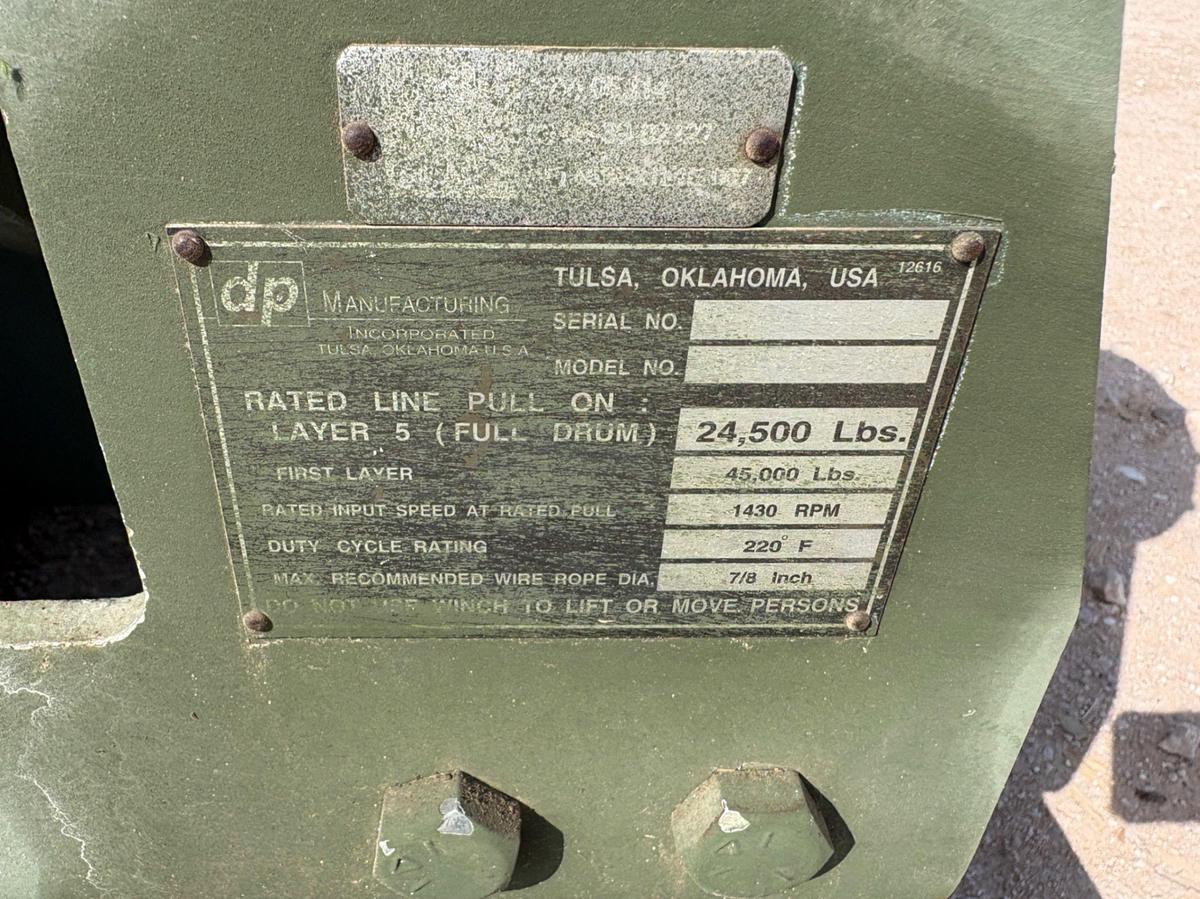 dp MANUFACTURING
INCORPORATED
TULSA, OKLAHOMA U.S.A.
TULSA, OKLAHOMA, USA 12616
SERIAL NO.
MODEL NO.
RATED LINE PULL ON :
LAYER 5 (FULL DRUM) 24,500 Lbs.
FIRST LAYER 45,000 Lbs.
RATED INPUT SPEED AT RATED PULL 1430 RPM
DUTY CYCLE RATING 220° F
MAX. RECOMMENDED WIRE ROPE DIA. 7/8 Inch
DO NOT USE WINCH TO LIFT OR MOVE PERSONS